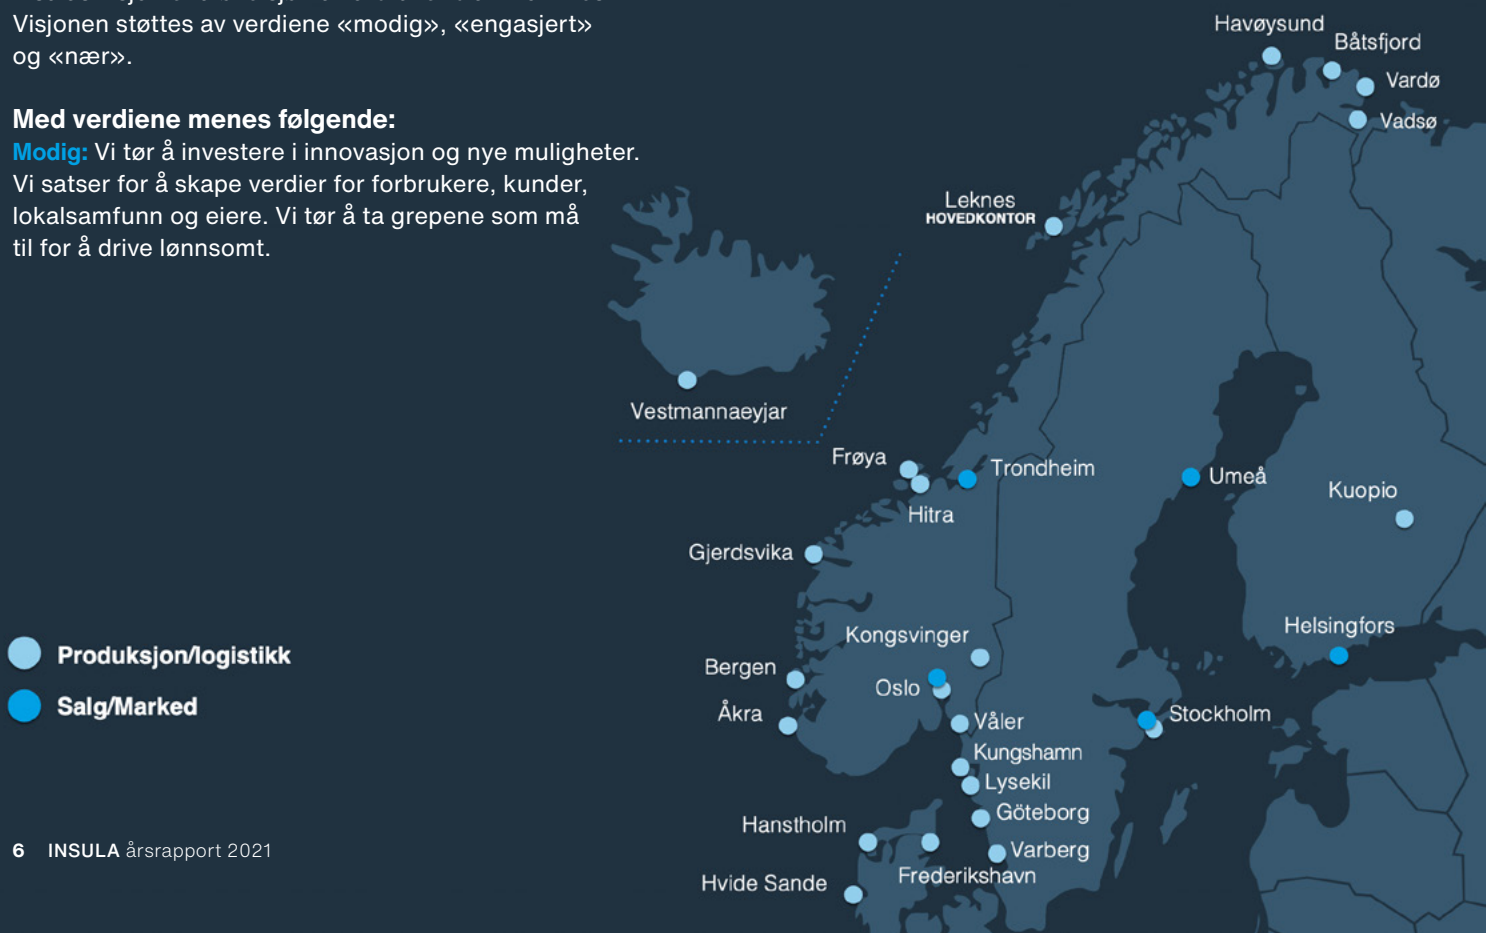 Visjonen støttes av verdiene «modig», «engasjert»
og «nær».
Med verdiene menes følgende:
Modig: Vi tør å investere i innovasjon og nye muligheter.
Vi satser for å skape verdier for forbrukere, kunder,
lokalsamfunn og eiere. Vi tør å ta grepene som må
til for å drive lønnsomt.
Havøysund
Båtsfjord
Vardø
Vadsø
Leknes
HOVEDKONTOR
Vestmannaeyjar
Frøya
Trondheim
Hitra
Umeå
Kuopio
Gjerdsvika
Kongsvinger
Helsingfors
Bergen
Oslo
Åkra
Våler
Stockholm
Kungshamn
Lysekil
Göteborg
Hanstholm
Varberg
Frederikshavn
Hvide Sande
Produksjon/logistikk
Salg/Marked
6 INSULA årsrapport 2021